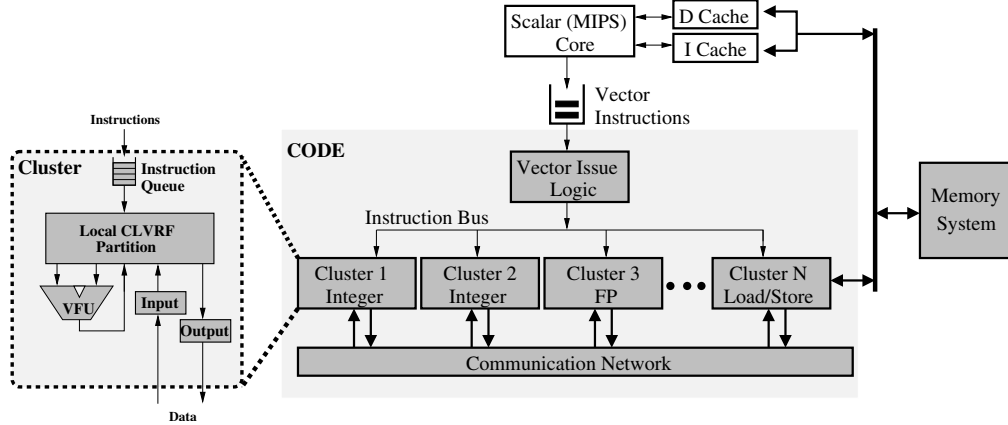 Scalar (MIPS)
Core
D Cache
I Cache
Vector
Instructions
Instructions
Cluster
Instruction
Queue
Local CLVRF
Partition
VFU
Input
Output
Data
CODE
Vector Issue
Logic
Instruction Bus
Cluster 1
Integer
Cluster 2
Integer
Cluster 3
FP
Cluster N
Load/Store
Communication Network
Memory
System